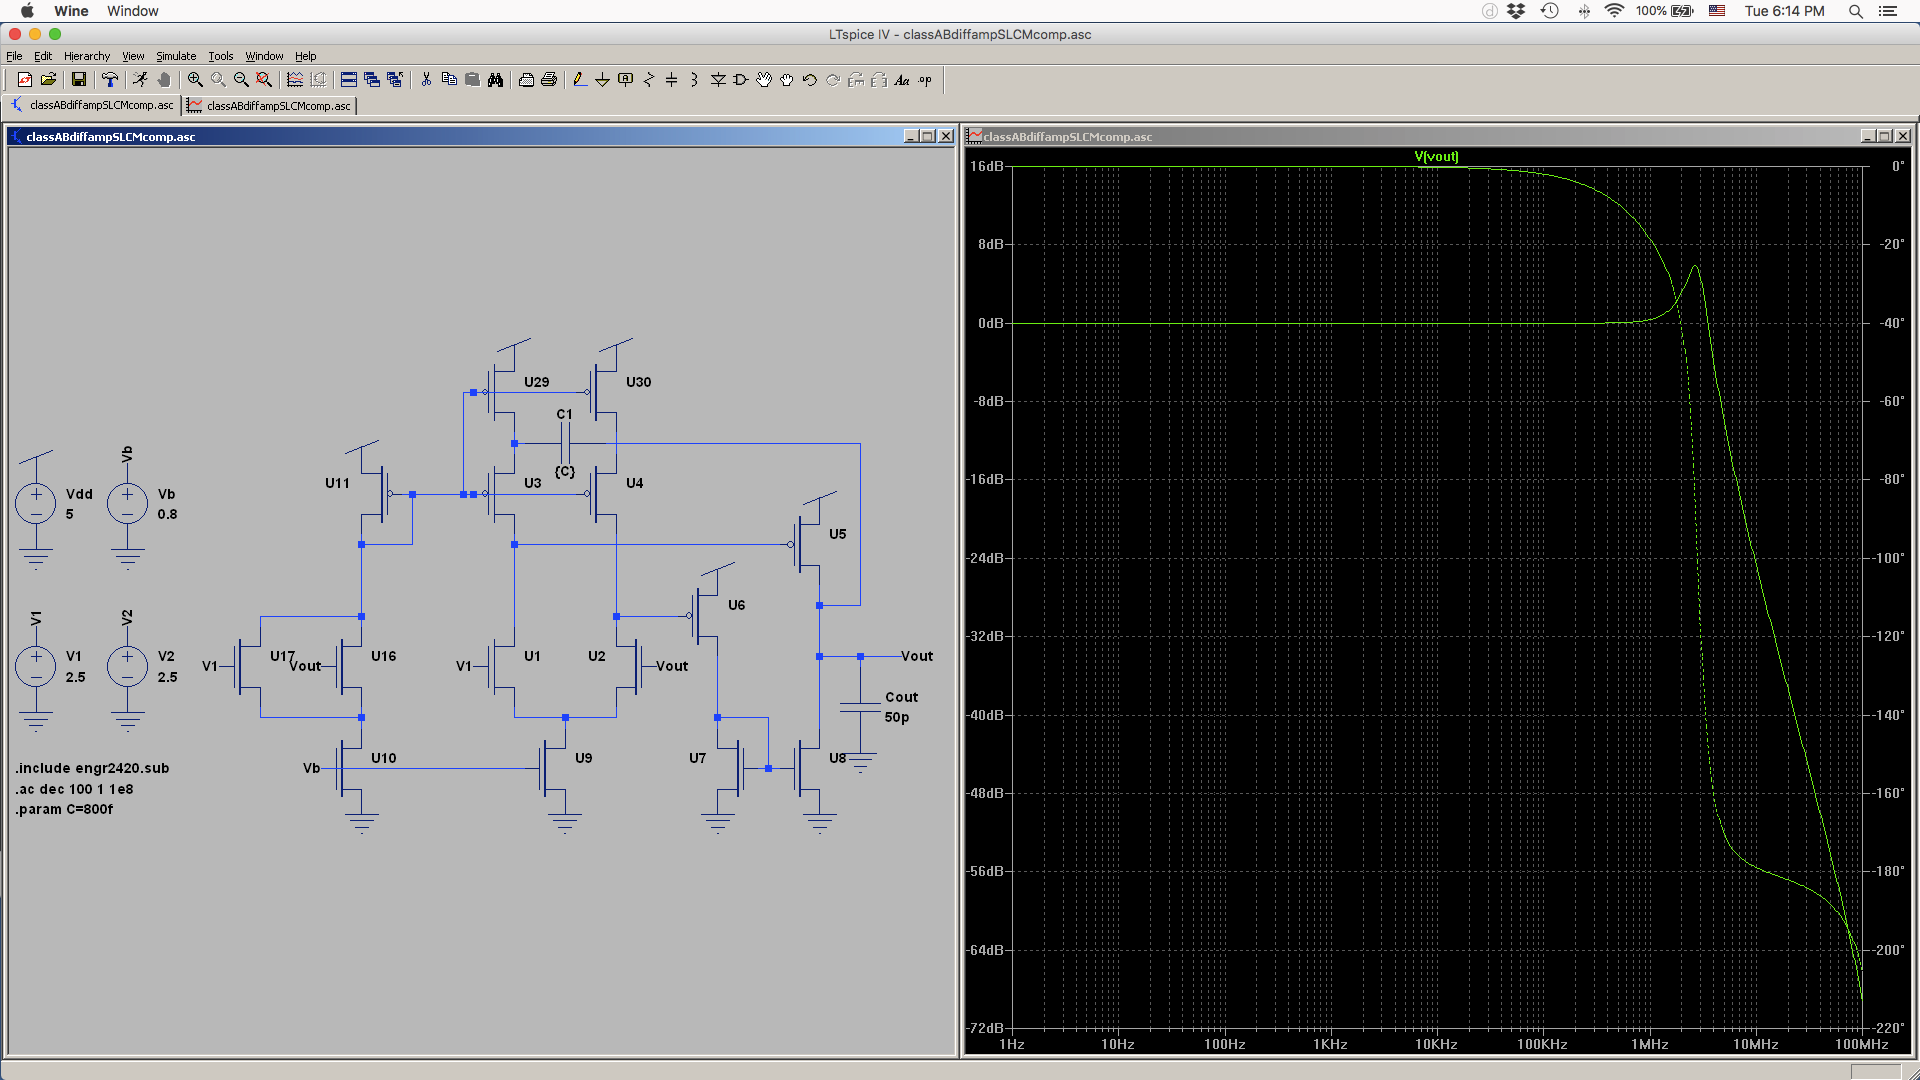 Wine Window
100% Tue 6:14 PM
LTspice IV - classABdiffampSLCMcomp.asc
File Edit Hierarchy View Simulate Tools Window Help
Aa .op
classABdiffampSLCMcomp.asc classABdiffampSLCMcomp.asc
classABdiffampSLCMcomp.asc
U29 U30
C1
{C}
U11 U3 U4
Vdd
5
Vb
Vb
0.8
U5
U6
V1
V1
2.5
V2
V2
2.5
V1 U17 Vout U16
V1 U1 U2 Vout
Vout
Cout
50p
Vb U10 U9 U7 U8
.include engr2420.sub
.ac dec 100 1 1e8
.param C=800f
classABdiffampSLCMcomp.asc
V(vout)
16dB 0°
8dB -20°
0dB -40°
-8dB -60°
-16dB -80°
-24dB -100°
-32dB -120°
-40dB -140°
-48dB -160°
-56dB -180°
-64dB -200°
-72dB -220°
1Hz 10Hz 100Hz 1KHz 10KHz 100KHz 1MHz 10MHz 100MHz